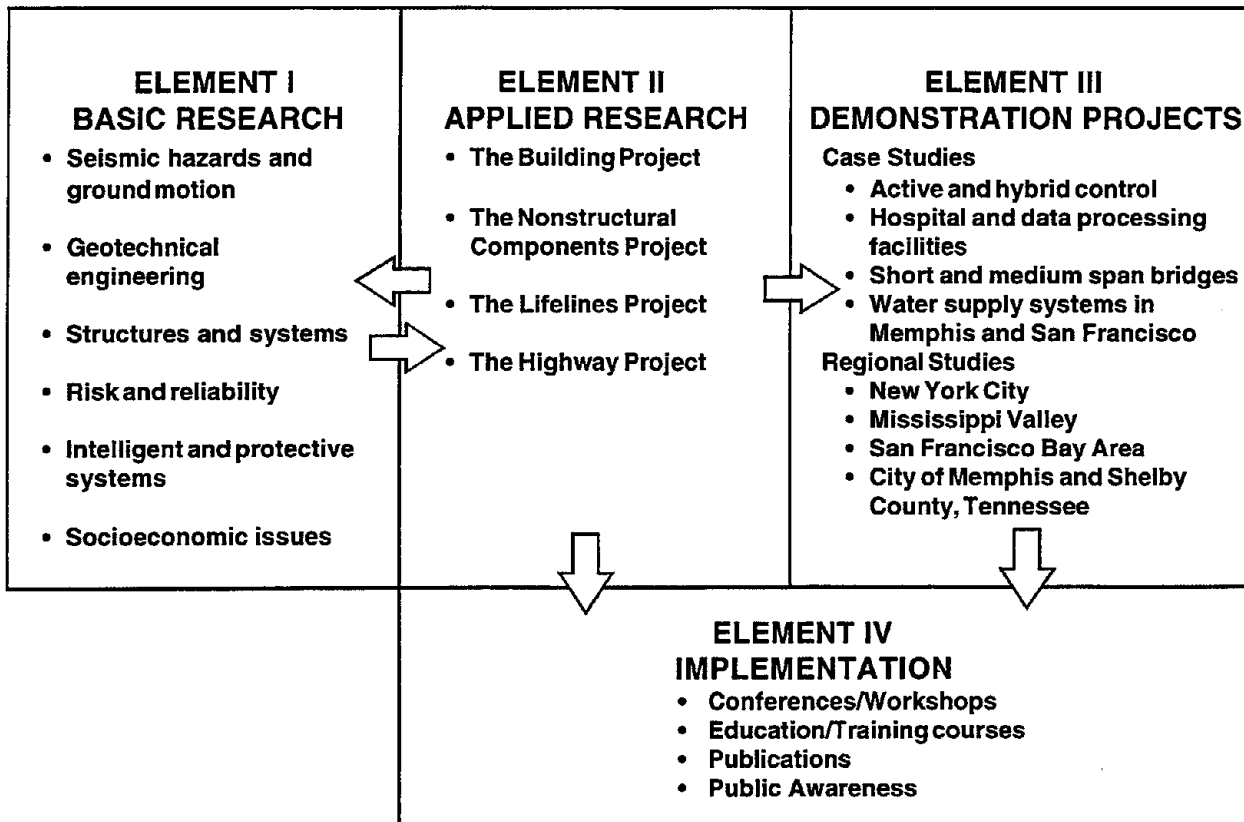 ELEMENT I
BASIC RESEARCH
• Seismic hazards and
ground motion
• Geotechnical
engineering
• Structures and systems
• Risk and reliability
• Intelligent and protective
systems
• Socioeconomic issues
ELEMENT II
APPLIED RESEARCH
• The Building Project
• The Nonstructural
Components Project
• The Lifelines Project
• The Highway Project
ELEMENT III
DEMONSTRATION PROJECTS
Case Studies
• Active and hybrid control
• Hospital and data processing
facilities
• Short and medium span bridges
• Water supply systems in
Memphis and San Francisco
Regional Studies
• New York City
• Mississippi Valley
• San Francisco Bay Area
• City of Memphis and Shelby
County, Tennessee
ELEMENT IV
IMPLEMENTATION
• Conferences/Workshops
• Education/Training courses
• Publications
• Public Awareness